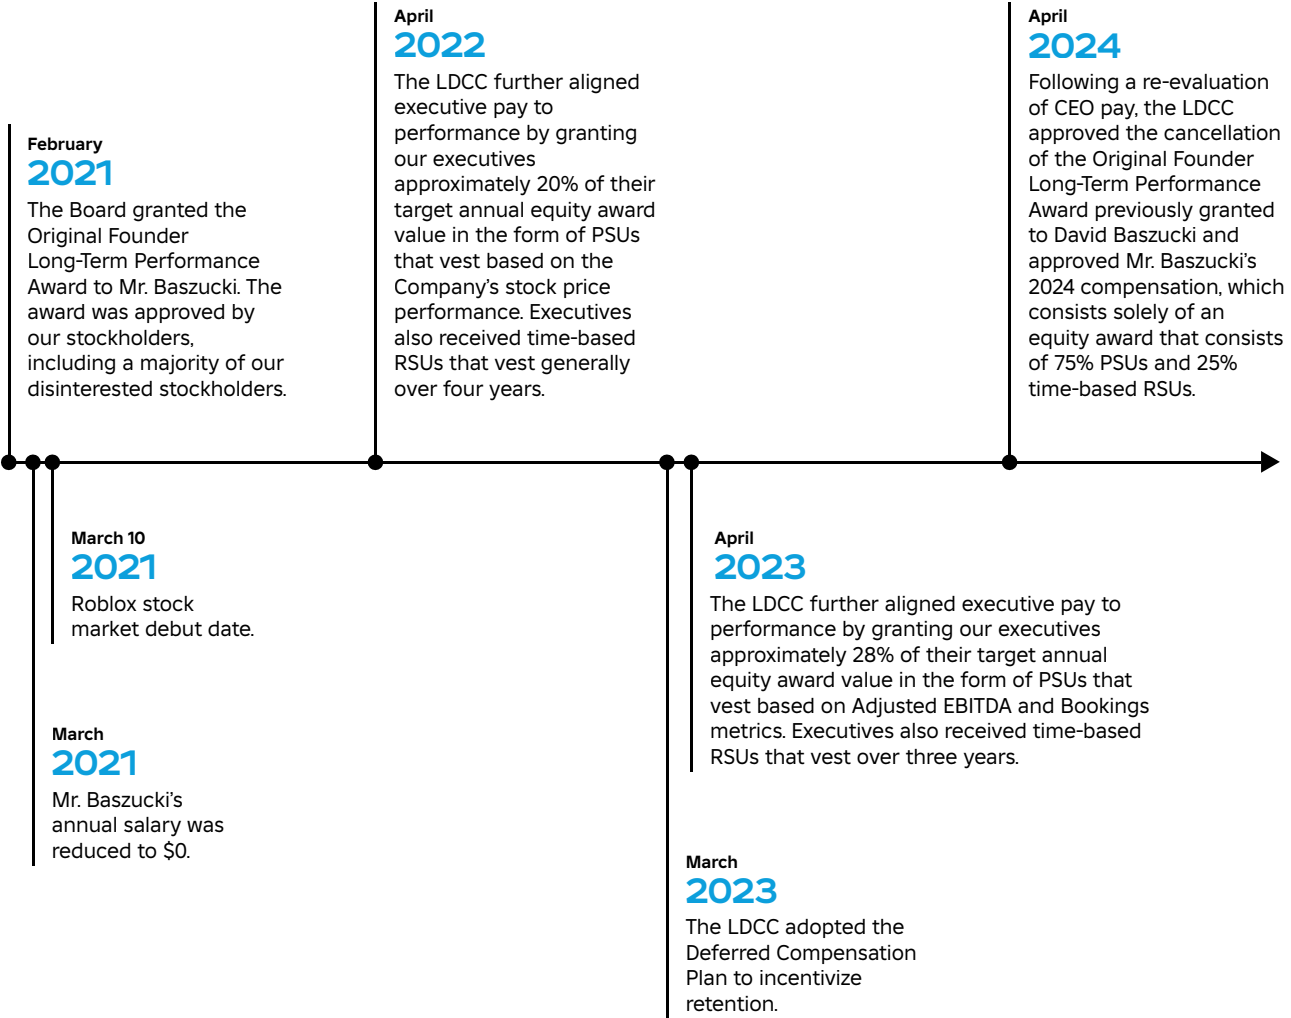 February
2021
The Board granted the
Original Founder
Long-Term Performance
Award to Mr. Baszucki. The
award was approved by
our stockholders,
including a majority of our
disinterested stockholders.
March
2021
Mr. Baszucki's
annual salary was
reduced to $0.
March 10
2021
Roblox stock
market debut date.
April
2022
The LDCC further aligned
executive pay to
performance by granting
our executives
approximately 20% of their
target annual equity award
value in the form of PSUs
that vest based on the
Company's stock price
performance. Executives
also received time-based
RSUs that vest generally
over four years.
March
2023
The LDCC adopted the
Deferred Compensation
Plan to incentivize
retention.
April
2023
The LDCC further aligned executive pay to
performance by granting our executives
approximately 28% of their target annual
equity award value in the form of PSUs that
vest based on Adjusted EBITDA and Bookings
metrics. Executives also received time-based
RSUs that vest over three years.
April
2024
Following a re-evaluation
of CEO pay, the LDCC
approved the cancellation
of the Original Founder
Long-Term Performance
Award previously granted
to David Baszucki and
approved Mr. Baszucki's
2024 compensation, which
consists solely of an
equity award that consists
of 75% PSUs and 25%
time-based RSUs.